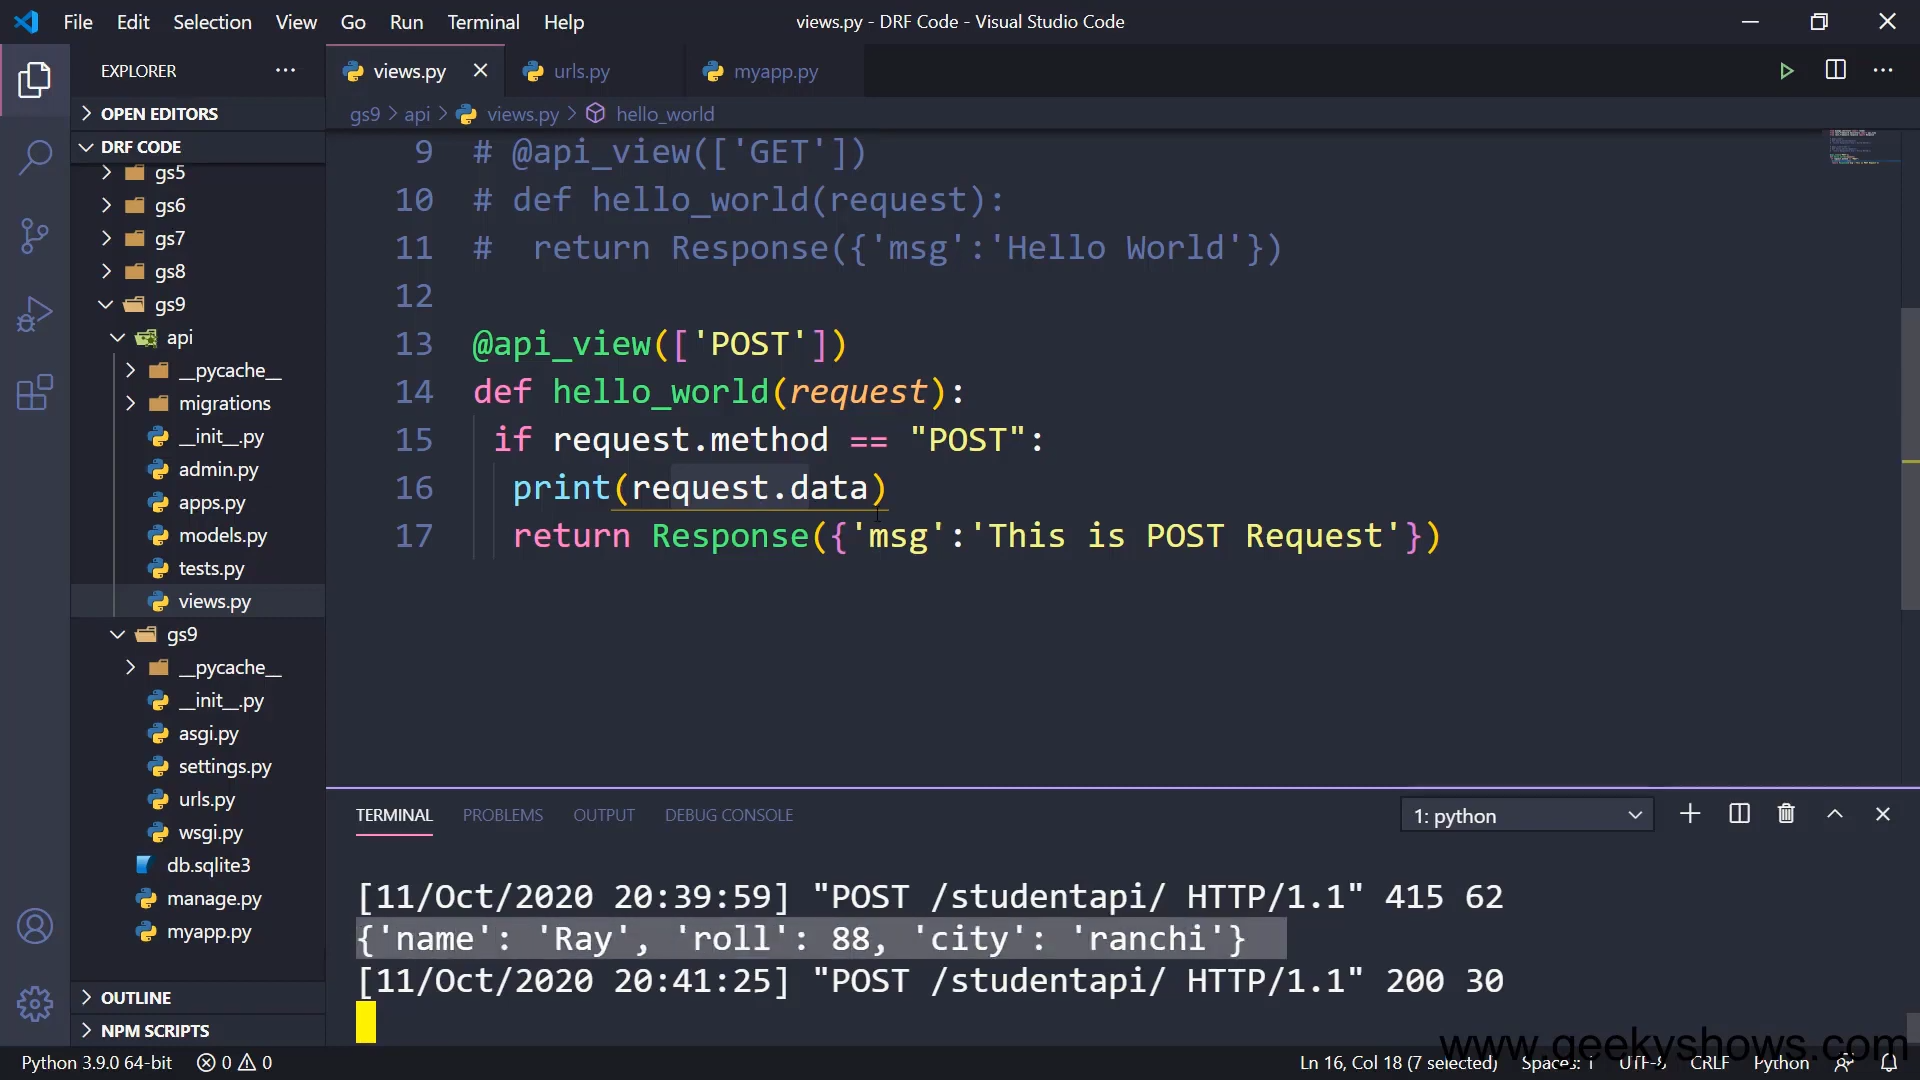 File Edit Selection View Go Run Terminal Help
views.py - DRF Code - Visual Studio Code
EXPLORER
OPEN EDITORS
DRF CODE
gs5
gs6
gs7
gs8
gs9
api
__pycache__
migrations
__init__.py
admin.py
apps.py
models.py
tests.py
views.py
gs9
__pycache__
__init__.py
asgi.py
settings.py
urls.py
wsgi.py
db.sqlite3
manage.py
myapp.py
OUTLINE
NPM SCRIPTS
views.py urls.py myapp.py
gs9 > api > views.py > hello_world
9 # @api_view(['GET'])
10 # def hello_world(request):
11 #  return Response({'msg':'Hello World'})
12
13 @api_view(['POST'])
14 def hello_world(request):
15  if request.method == "POST":
16   print(request.data)
17   return Response({'msg':'This is POST Request'})
TERMINAL PROBLEMS OUTPUT DEBUG CONSOLE
1: python
[11/Oct/2020 20:39:59] "POST /studentapi/ HTTP/1.1" 415 62
{'name': 'Ray', 'roll': 88, 'city': 'ranchi'}
[11/Oct/2020 20:41:25] "POST /studentapi/ HTTP/1.1" 200 30
www.geekyshows.com
Python 3.9.0 64-bit 0 0
Ln 16, Col 18 (7 selected) Spaces: 1 UTF-8 CRLF Python